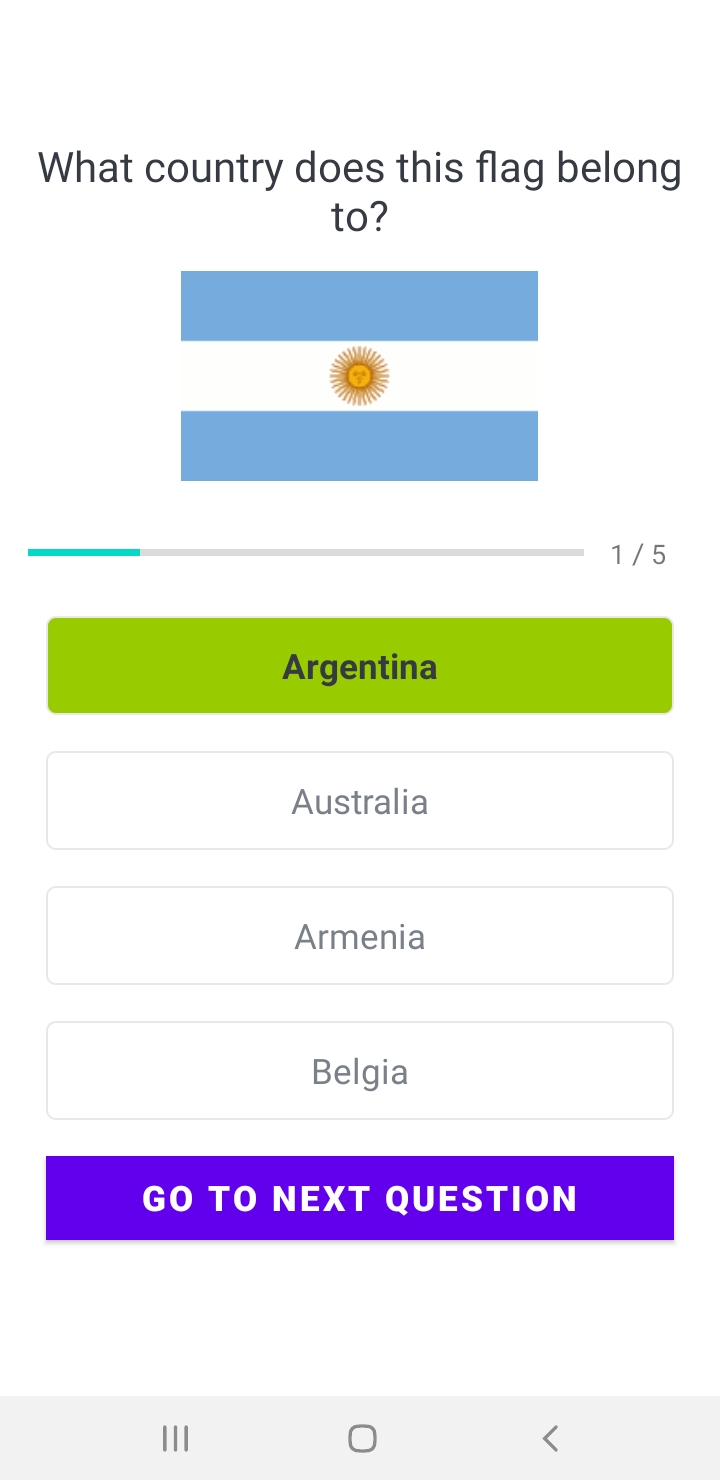 What country does this flag belong
to?
1 / 5
Argentina
Australia
Armenia
Belgia
GO TO NEXT QUESTION